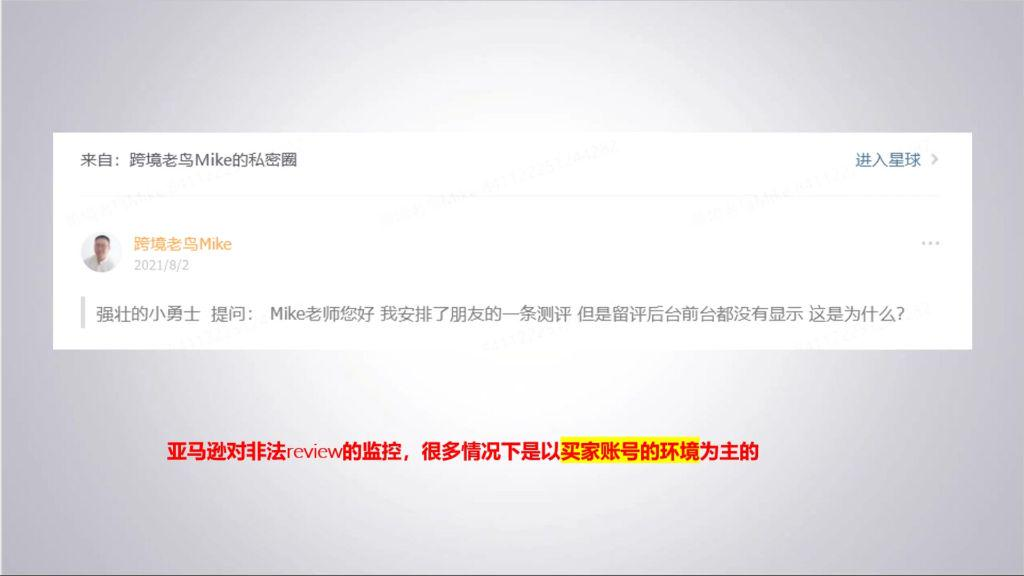 来自：跨境老鸟Mike的私密圈
进入星球
跨境老鸟Mike
2021/8/2
强壮的小勇士 提问： Mike老师您好 我安排了朋友的一条测评 但是留评后台前台都没有显示 这是为什么?
亚马逊对非法review的监控，很多情况下是以买家账号的环境为主的